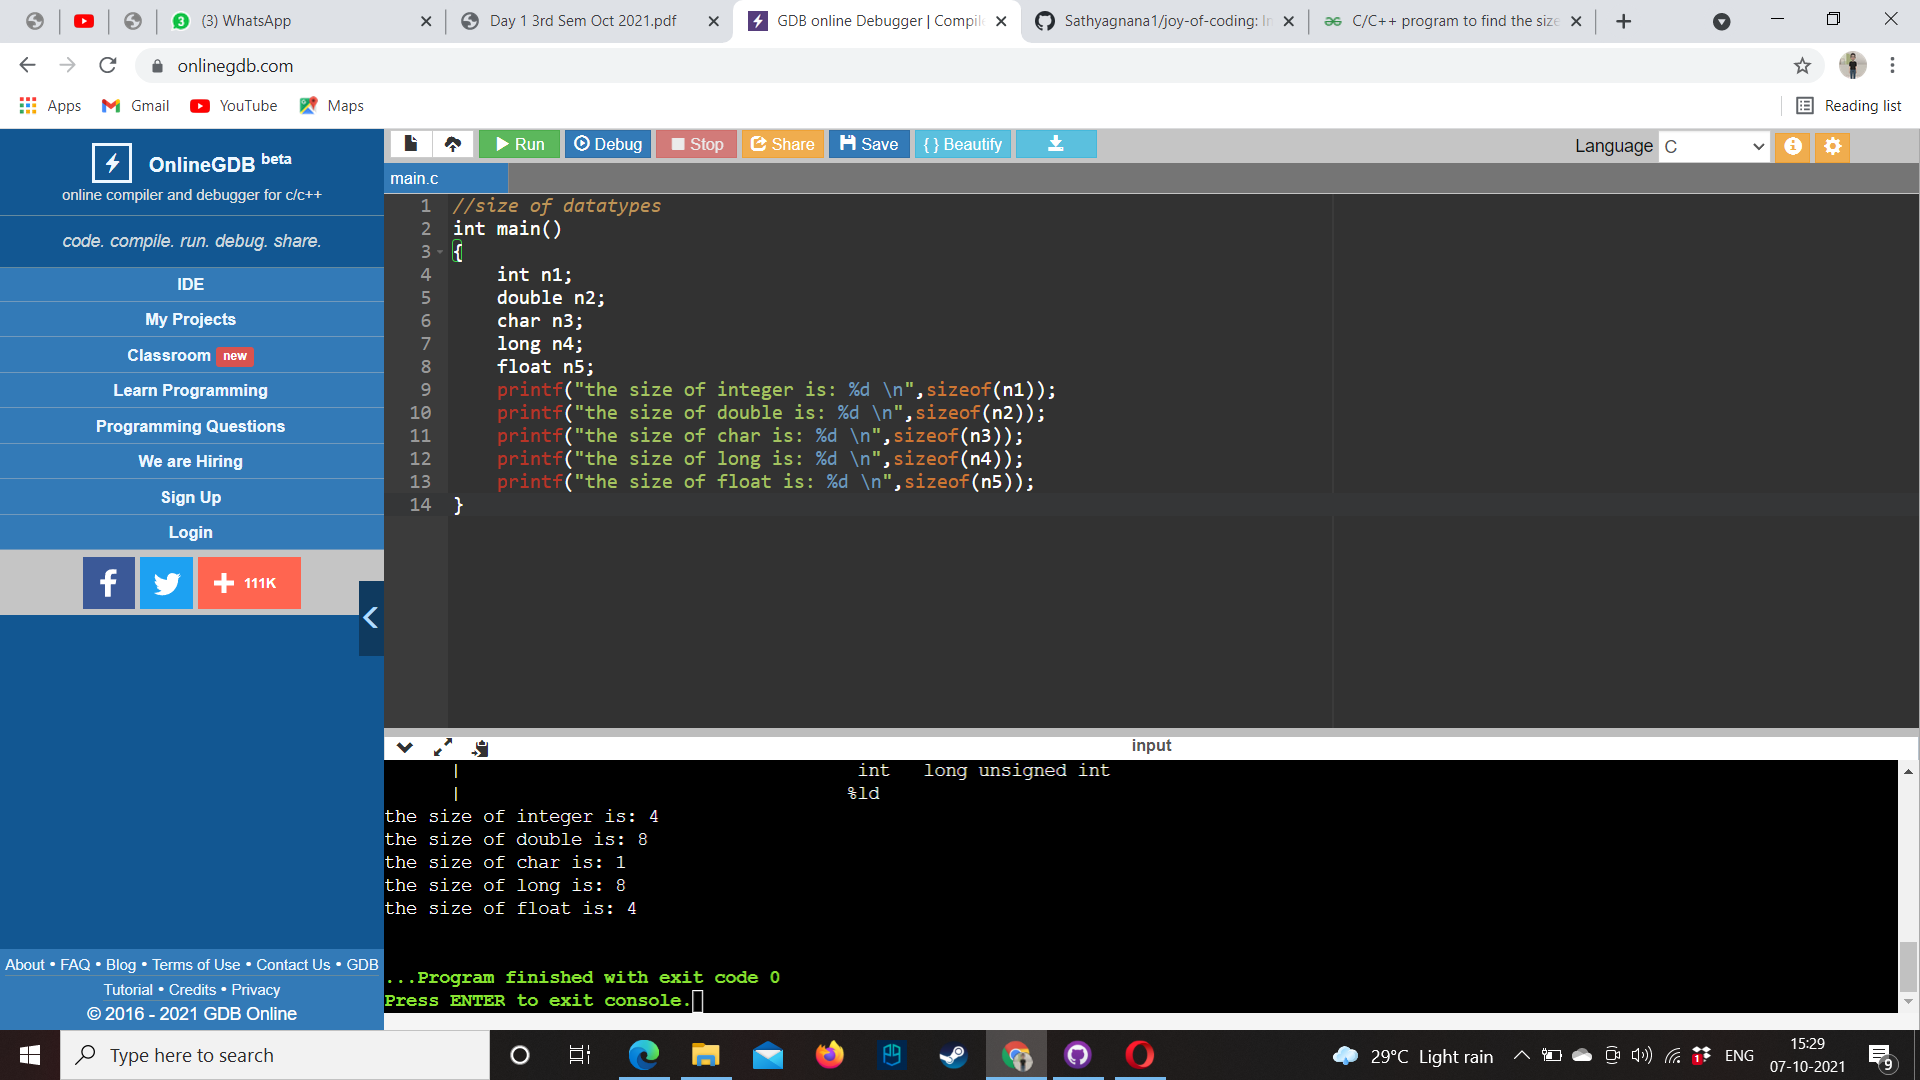 (3) WhatsApp
Day 1 3rd Sem Oct 2021.pdf
GDB online Debugger | Compil
Sathyagnana1/joy-of-coding: In
C/C++ program to find the size
onlinegdb.com
Apps Gmail YouTube Maps Reading list
OnlineGDB beta
online compiler and debugger for c/c++
code. compile. run. debug. share.
IDE
My Projects
Classroom new
Learn Programming
Programming Questions
We are Hiring
Sign Up
Login
111K
About • FAQ • Blog • Terms of Use • Contact Us • GDB
Tutorial • Credits • Privacy
© 2016 - 2021 GDB Online
Run Debug Stop Share Save { } Beautify Language C
main.c
1 //size of datatypes
2 int main()
3 {
4 int n1;
5 double n2;
6 char n3;
7 long n4;
8 float n5;
9 printf("the size of integer is: %d \n",sizeof(n1));
10 printf("the size of double is: %d \n",sizeof(n2));
11 printf("the size of char is: %d \n",sizeof(n3));
12 printf("the size of long is: %d \n",sizeof(n4));
13 printf("the size of float is: %d \n",sizeof(n5));
14 }
input
| int long unsigned int
| %ld
the size of integer is: 4
the size of double is: 8
the size of char is: 1
the size of long is: 8
the size of float is: 4
...Program finished with exit code 0
Press ENTER to exit console.
Type here to search
29°C Light rain
ENG
15:29
07-10-2021
9